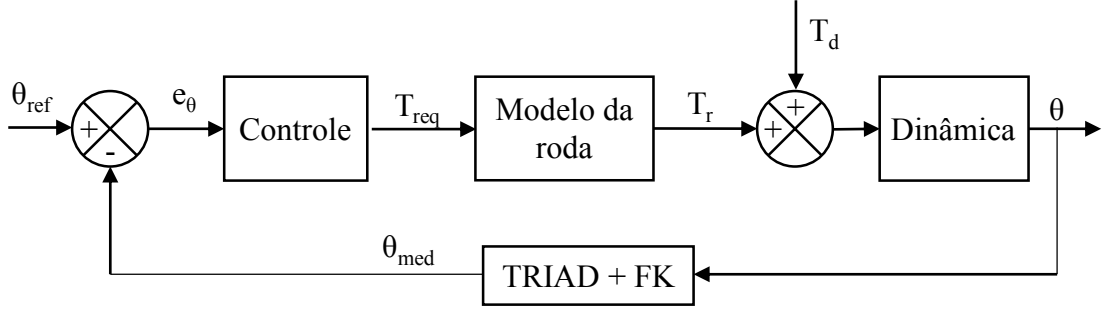 T_d
θ_ref
e_θ
T_req
T_r
θ
+
-
Controle
Modelo da
roda
+
+
Dinâmica
θ_med
TRIAD + FK